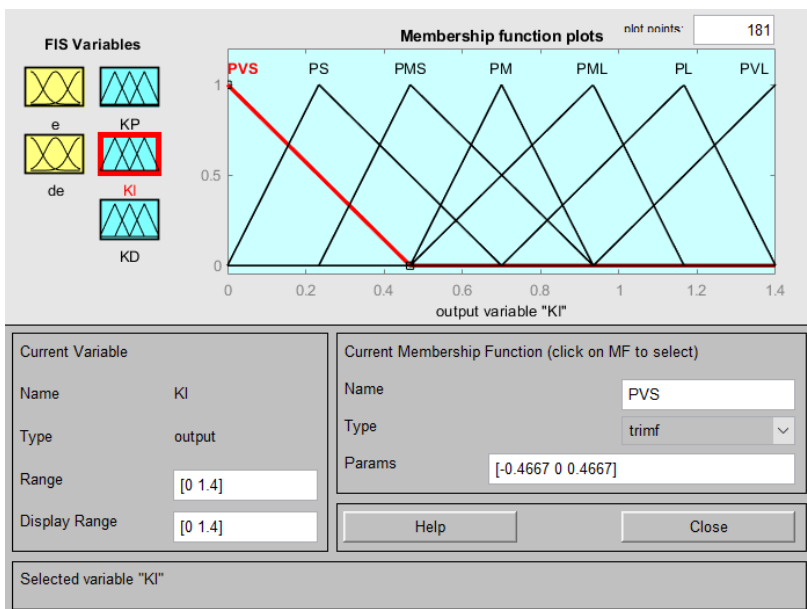 FIS Variables
Membership function plots
plot points:
181
e
KP
de
KI
KD
PVS PS PMS PM PML PL PVL
1
0.5
0
0 0.2 0.4 0.6 0.8 1 1.2 1.4
output variable "KI"
Current Variable
Name KI
Type output
Range [0 1.4]
Display Range [0 1.4]
Current Membership Function (click on MF to select)
Name PVS
Type trimf
Params [-0.4667 0 0.4667]
Help Close
Selected variable "KI"